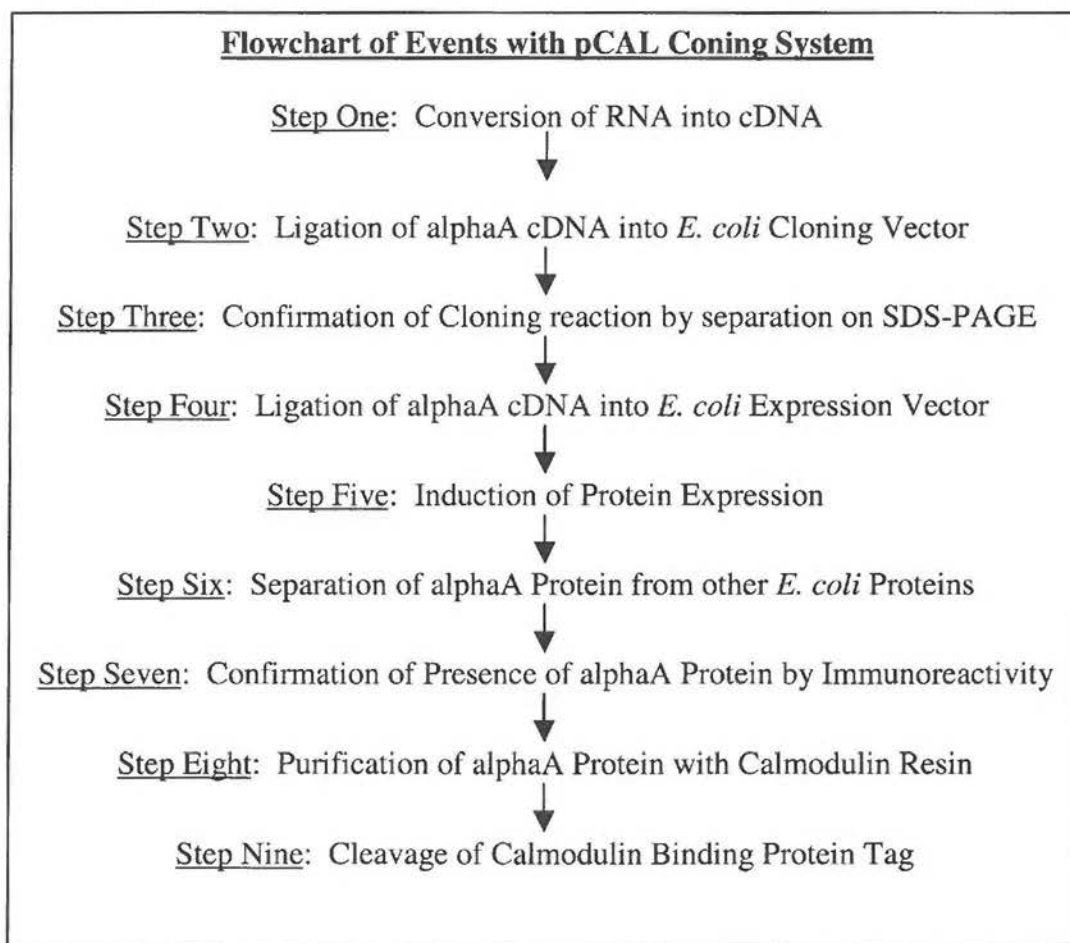 Flowchart of Events with pCAL Coning System
Step One: Conversion of RNA into cDNA
Step Two: Ligation of alphaA cDNA into E. coli Cloning Vector
Step Three: Confirmation of Cloning reaction by separation on SDS-PAGE
Step Four: Ligation of alphaA cDNA into E. coli Expression Vector
Step Five: Induction of Protein Expression
Step Six: Separation of alphaA Protein from other E. coli Proteins
Step Seven: Confirmation of Presence of alphaA Protein by Immunoreactivity
Step Eight: Purification of alphaA Protein with Calmodulin Resin
Step Nine: Cleavage of Calmodulin Binding Protein Tag